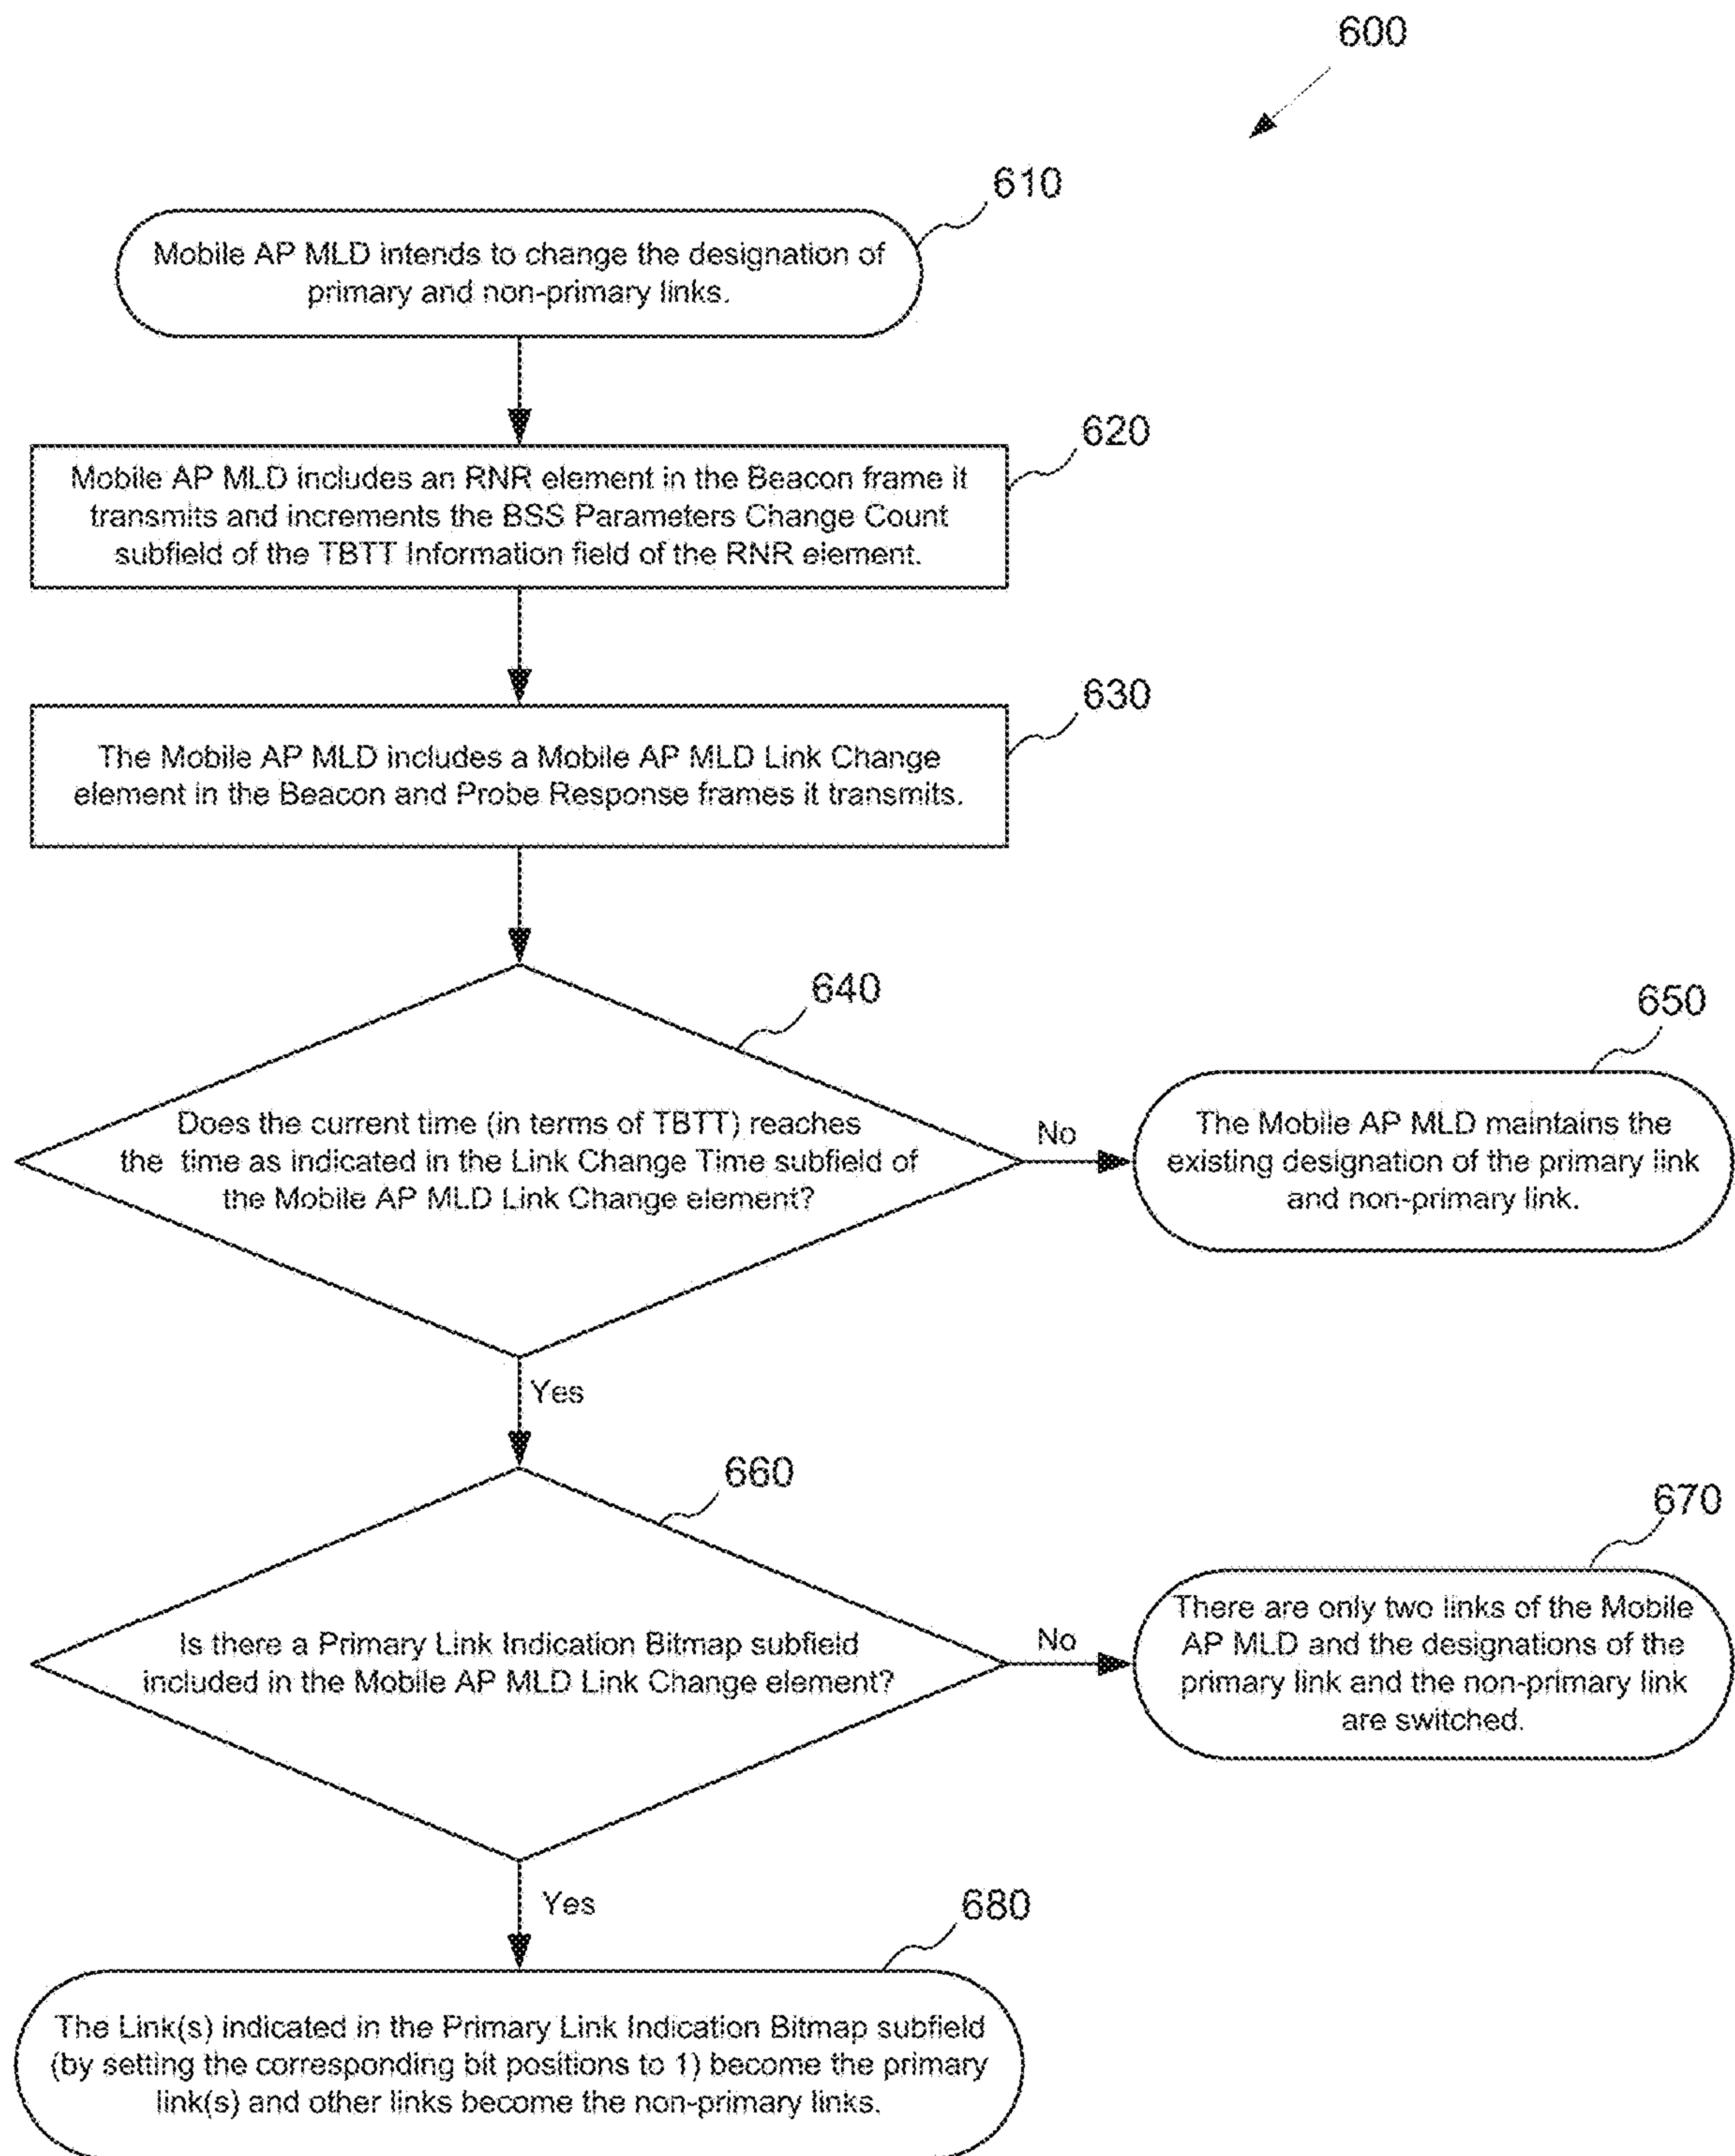 600
610
Mobile AP MLD intends to change the designation of
primary and non-primary links.
620
Mobile AP MLD includes an RNR element in the Beacon frame it
transmits and increments the BSS Parameters Change Count
subfield of the TBTT Information field of the RNR element.
630
The Mobile AP MLD includes a Mobile AP MLD Link Change
element in the Beacon and Probe Response frames it transmits.
640
Does the current time (in terms of TBTT) reaches
the time as indicated in the Link Change Time subfield of
the Mobile AP MLD Link Change element?
No
650
The Mobile AP MLD maintains the
existing designation of the primary link
and non-primary link.
Yes
660
Is there a Primary Link Indication Bitmap subfield
included in the Mobile AP MLD Link Change element?
No
670
There are only two links of the Mobile
AP MLD and the designations of the
primary link and the non-primary link
are switched.
Yes
680
The Link(s) indicated in the Primary Link Indication Bitmap subfield
(by setting the corresponding bit positions to 1) become the primary
link(s) and other links become the non-primary links.